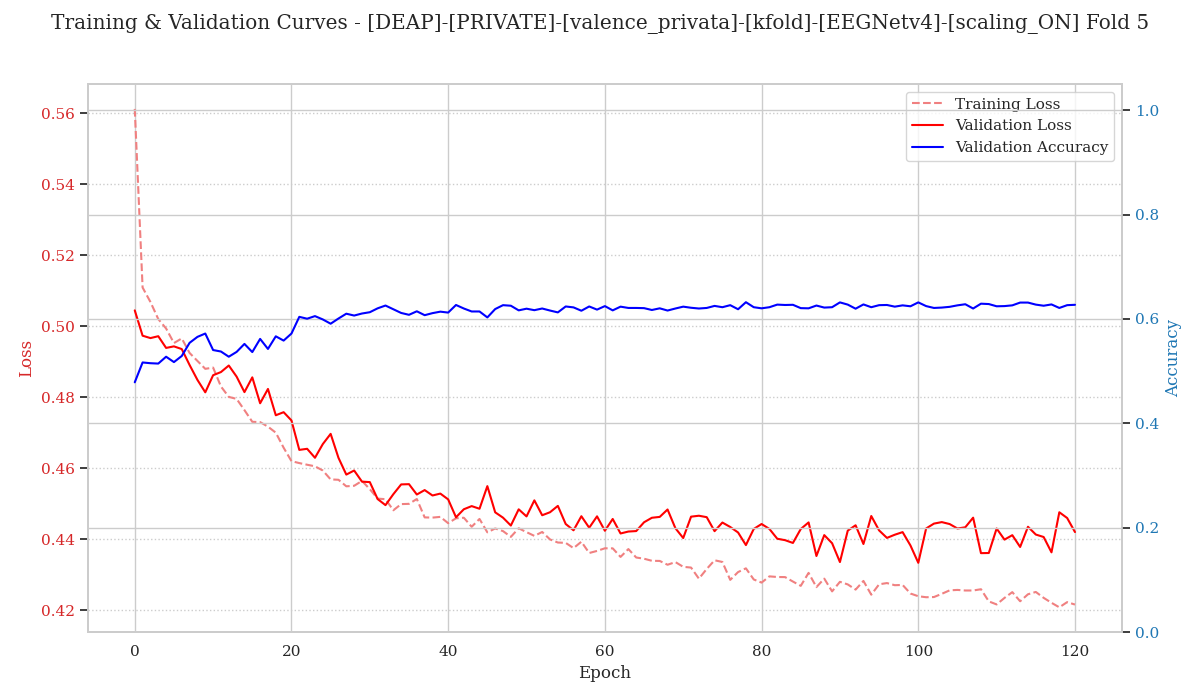 Training & Validation Curves - [DEAP]-[PRIVATE]-[valence_privata]-[kfold]-[EEGNetv4]-[scaling_ON] Fold 5
Training Loss
Validation Loss
Validation Accuracy
0.56
0.54
0.52
0.50
0.48
0.46
0.44
0.42
Loss
1.0
0.8
0.6
0.4
0.2
0.0
Accuracy
0 20 40 60 80 100 120
Epoch